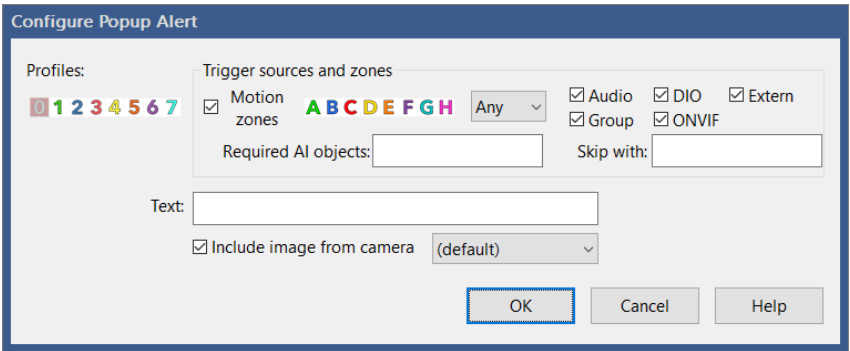 Configure Popup Alert
Profiles:
0 1 2 3 4 5 6 7
Trigger sources and zones
Motion zones
A B C D E F G H
Any
Audio
DIO
Extern
Group
ONVIF
Required AI objects:
Skip with:
Text:
Include image from camera
(default)
OK
Cancel
Help